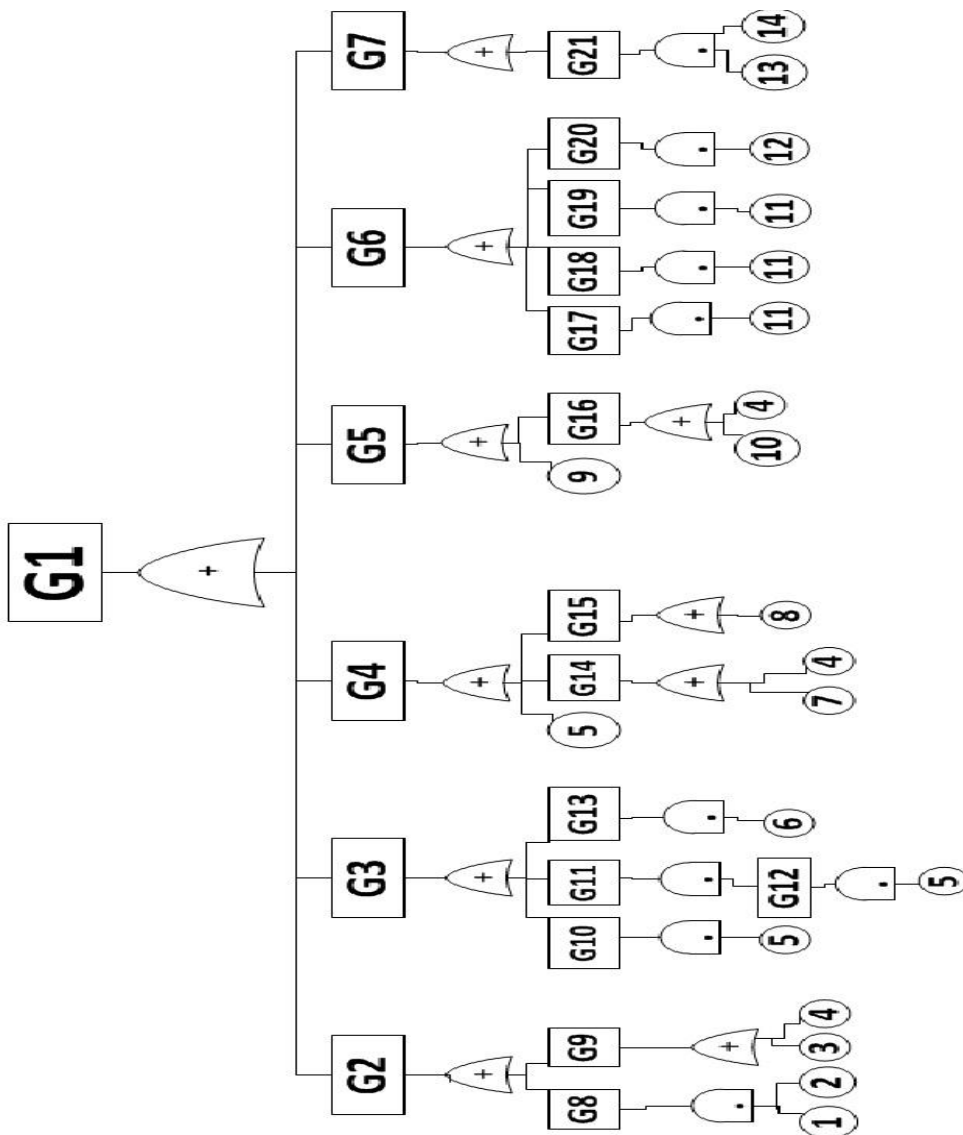 G1
+
G2 G3 G4 G5 G6 G7
+ + + + + +
G8 G9 G10 G11 G13 5 G14 G15 9 G16 G17 G18 G19 G20 G21
. + . . . + + + . . . . .
1 2 3 4 5 G12 6 7 4 8 10 4 11 11 11 12 13 14
.
5